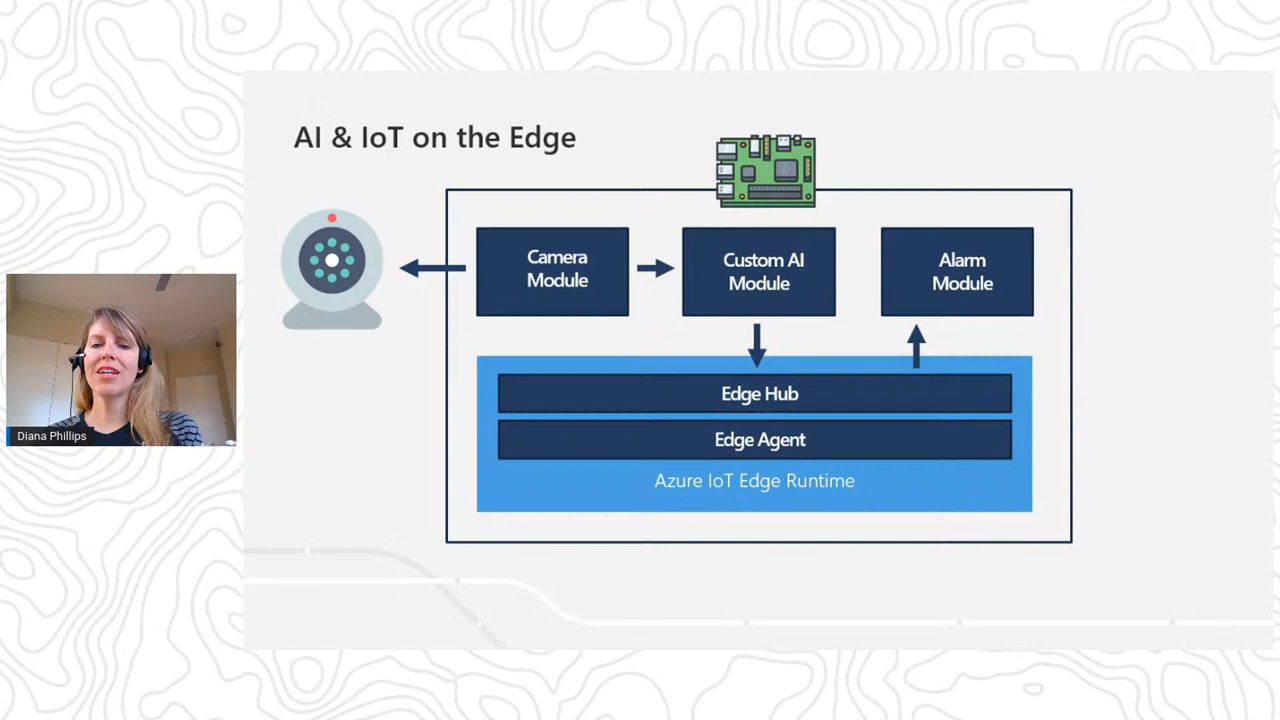 AI & IoT on the Edge
Camera
Module
Custom AI
Module
Alarm
Module
Edge Hub
Edge Agent
Azure IoT Edge Runtime
Diana Phillips